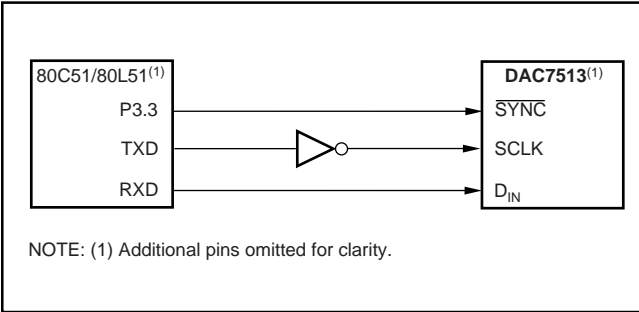 80C51/80L51(1) DAC7513(1)
P3.3 SYNC
TXD SCLK
RXD DIN
NOTE: (1) Additional pins omitted for clarity.